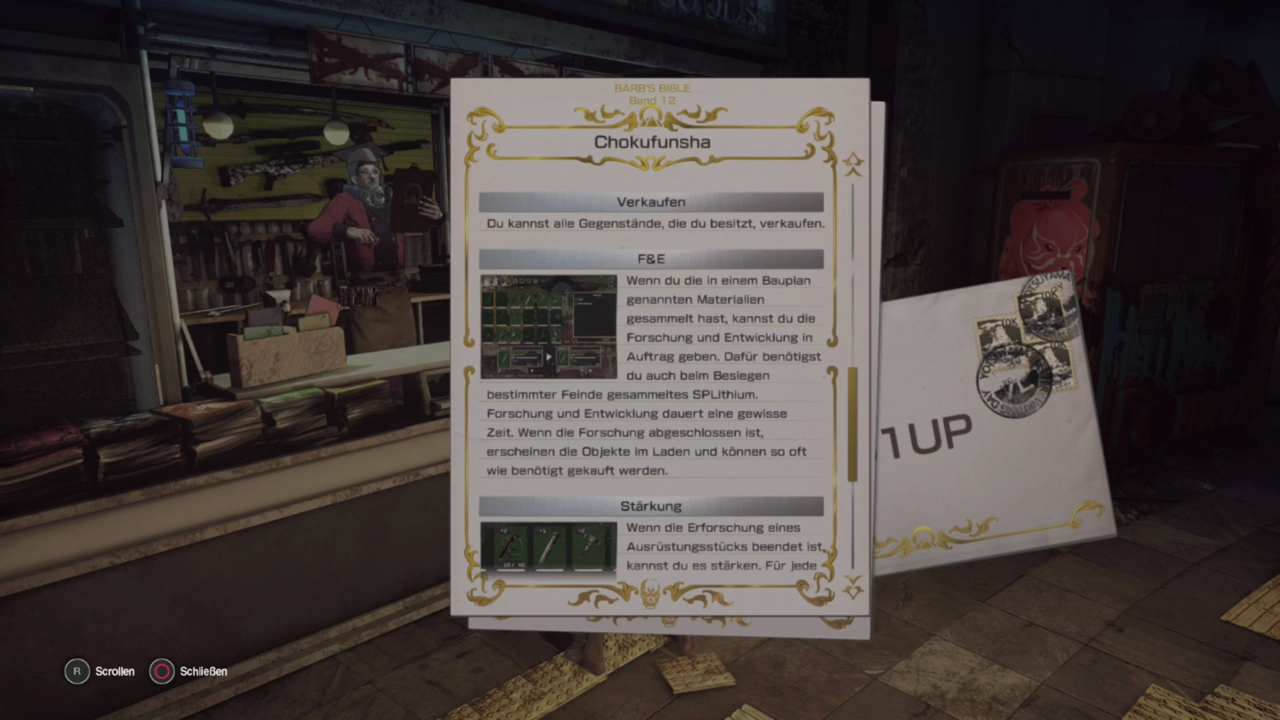 BARB'S BIBLE
Band 12
Chokufunsha
Verkaufen
Du kannst alle Gegenstände, die du besitzt, verkaufen.
F&E
Wenn du die in einem Bauplan
genannten Materialien
gesammelt hast, kannst du die
Forschung und Entwicklung in
Auftrag geben. Dafür benötigst
du auch beim Besiegen
bestimmter Feinde gesammeltes SPLithium.
Forschung und Entwicklung dauert eine gewisse
Zeit. Wenn die Forschung abgeschlossen ist,
erscheinen die Objekte im Laden und können so oft
wie benötigt gekauft werden.
Stärkung
Wenn die Erforschung eines
Ausrüstungsstücks beendet ist,
kannst du es stärken. Für jede
1UP
R Scrollen
Schließen